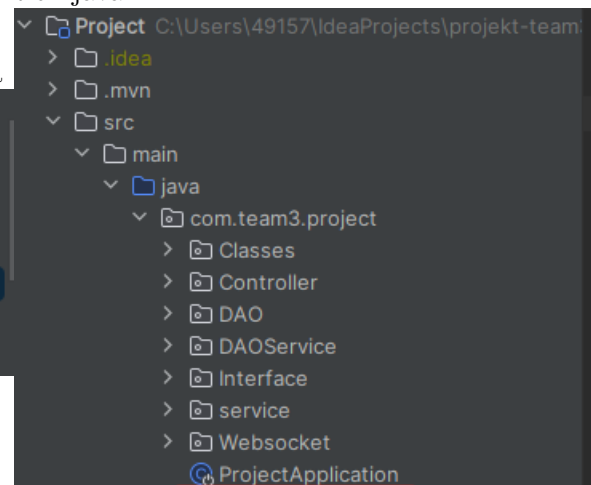 Project C:\Users\49157\IdeaProjects\projekt-team
.idea
.mvn
src
main
java
com.team3.project
Classes
Controller
DAO
DAOService
Interface
service
Websocket
ProjectApplication